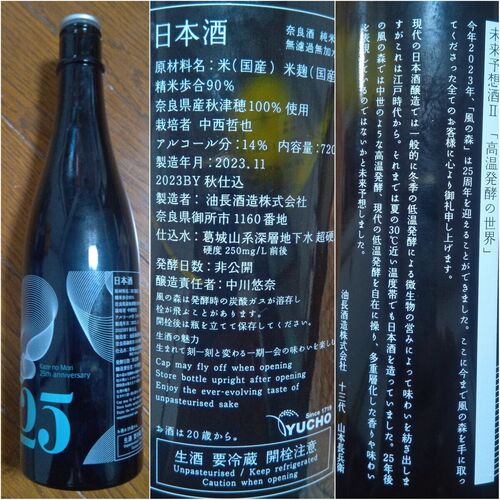 日本酒
Kaze no Mori
25th anniversary
25
日本酒
奈良酒 純米
無濾過無加水
原材料名：米（国産） 米麹（国産
精米歩合90%
奈良県産秋津穂100%使用
栽培者 中西哲也
アルコール分：14% 内容量：720
製造年月：2023.11
2023BY 秋仕込
製造者：油長酒造株式会社
奈良県御所市1160番地
仕込水：葛城山系深層地下水 超硬
硬度 250mg/L 前後
発酵日数：非公開
醸造責任者：中川悠奈
風の森は発酵時の炭酸ガスが溶存し
栓が飛ぶことがあります。
開栓後は瓶を立てて保存してください。
生酒の魅力
生まれて刻一刻と変わる一期一会の味わいを楽しむ
Cap may fly off when opening
Store bottle upright after opening
Enjoy the ever-evolving taste of
unpasteurised sake
Since 1719
YUCHO
お酒は20歳から。
生酒 要冷蔵 開栓注意
Unpasteurised / Keep refrigerated
Caution when opening
未来予想酒Ⅱ 「高温発酵の世界」
今年2023年、「風の森」は25周年を迎えることができました。ここに今まで風の森を手に取っ
てくださった全てのお客様に心より御礼申し上げます。
現代の日本酒醸造では一般的に冬季の低温発酵による微生物の営みによって味わいを紡ぎ出しま
すがこれは江戸時代から。それまでは夏の30℃近い温度帯でも日本酒を造っていました。25年後
の風の森では中世のような高温発酵、現代の低温発酵を自在に操り、多重層化した香りや味わい
を表現しているのではないかと未来予想しました。
油長酒造株式会社 十三代 山本長兵衛